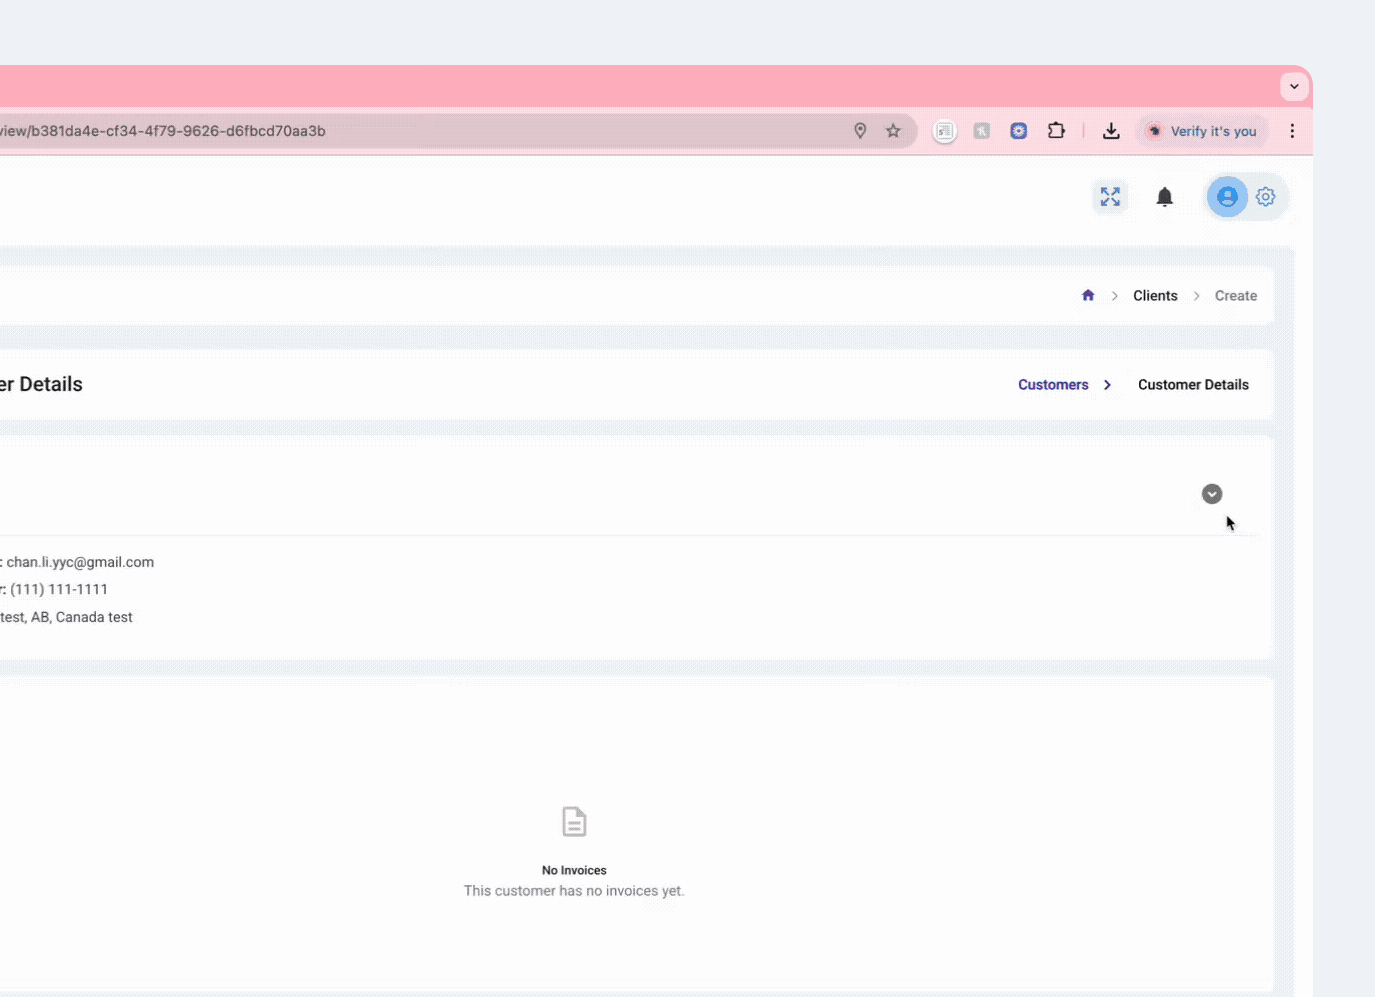 view/b381da4e-cf34-4f79-9626-d6fbcd70aa3b
Verify it's you
Clients
Create
er Details
Customers
Customer Details
: chan.li.yyc@gmail.com
r: (111) 111-1111
test, AB, Canada test
No Invoices
This customer has no invoices yet.